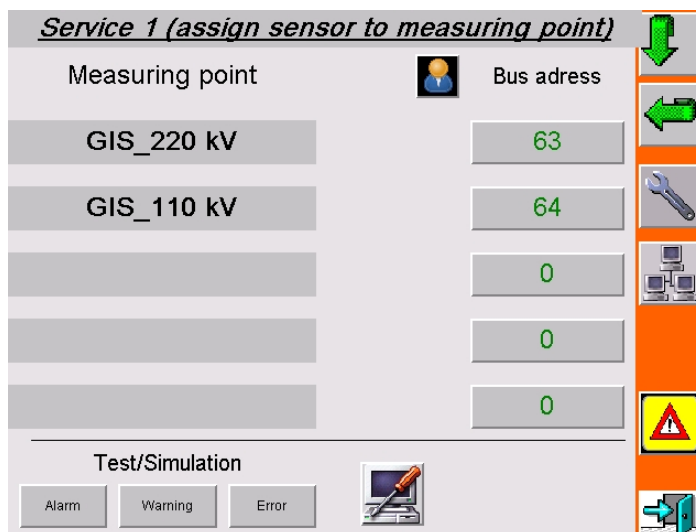 Service 1 (assign sensor to measuring point)
Measuring point Bus adress
GIS_220 kV 63
GIS_110 kV 64
0
0
0
Test/Simulation
Alarm Warning Error